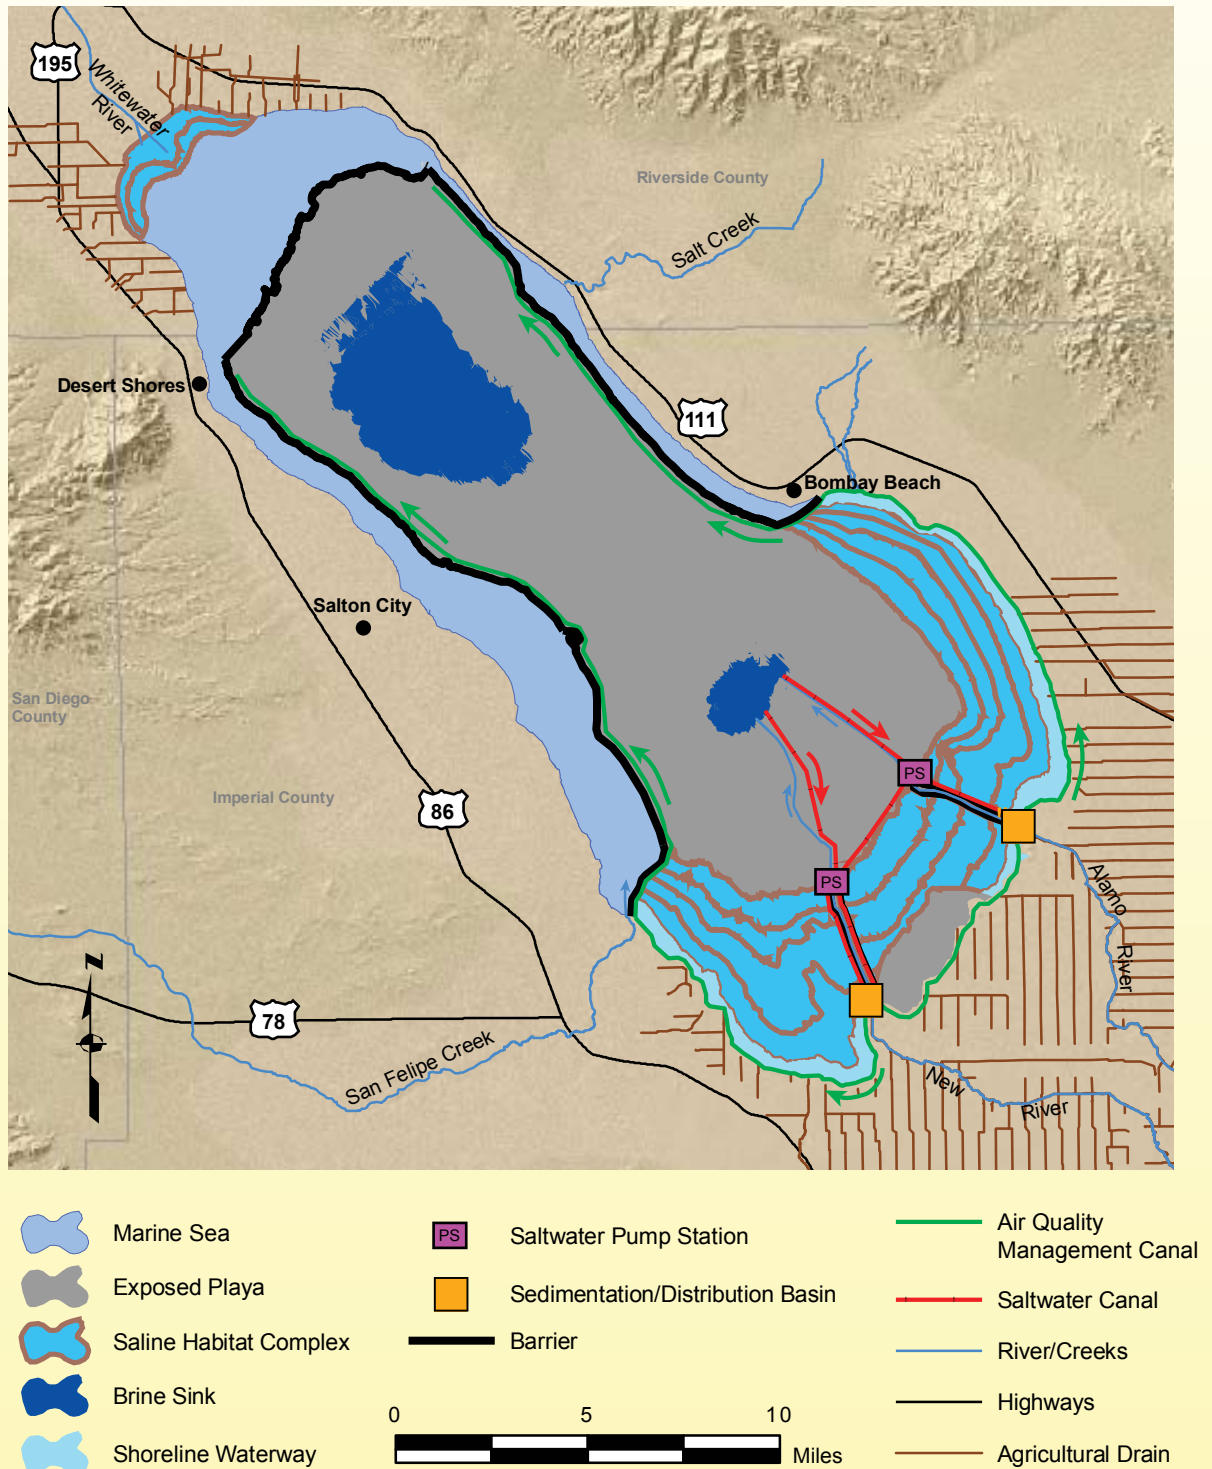 195
Whitewater
River
Riverside County
Salt Creek
Desert Shores
111
Bombay Beach
Salton City
San Diego
County
Imperial County
86
PS
PS
Alamo
River
N
78
San Felipe Creek
New
River
Marine Sea
Exposed Playa
Saline Habitat Complex
Brine Sink
Shoreline Waterway
PS
Saltwater Pump Station
Sedimentation/Distribution Basin
Barrier
0 5 10
Miles
Air Quality
Management Canal
Saltwater Canal
River/Creeks
Highways
Agricultural Drain